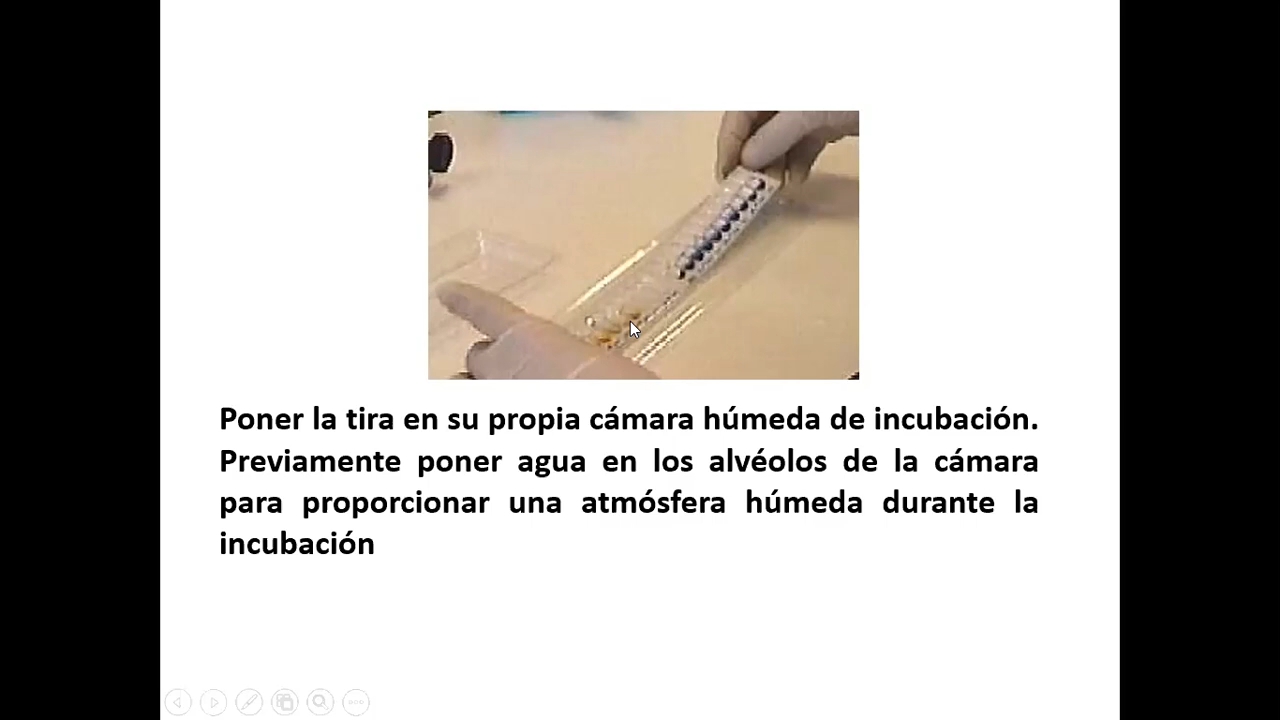 Poner la tira en su propia cámara húmeda de incubación.
Previamente poner agua en los alvéolos de la cámara
para proporcionar una atmósfera húmeda durante la
incubación